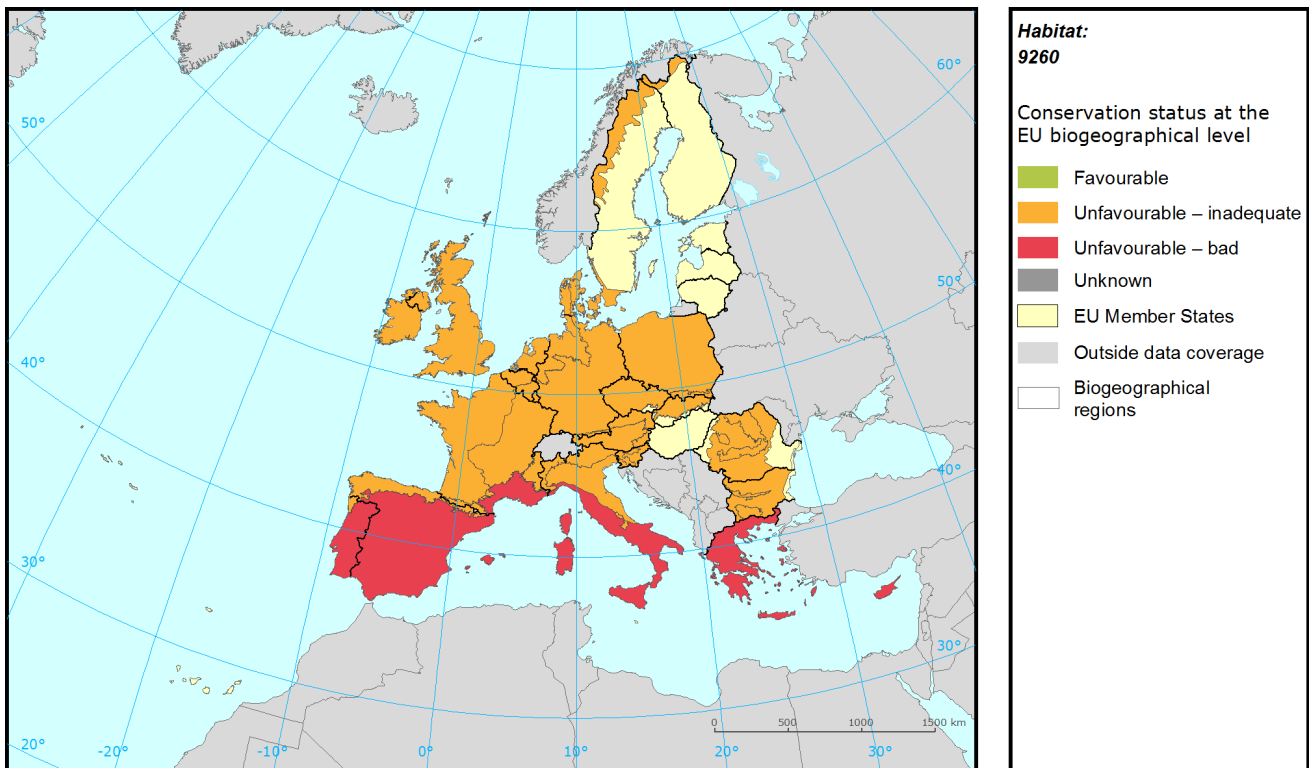 Habitat:
9260
Conservation status at the
EU biogeographical level
Favourable
Unfavourable – inadequate
Unfavourable – bad
Unknown
EU Member States
Outside data coverage
Biogeographical
regions
60°
50°
50°
40°
40°
30°
30°
20°
-20°
-10°
0°
10°
20°
30°
0 500 1000 1500 km